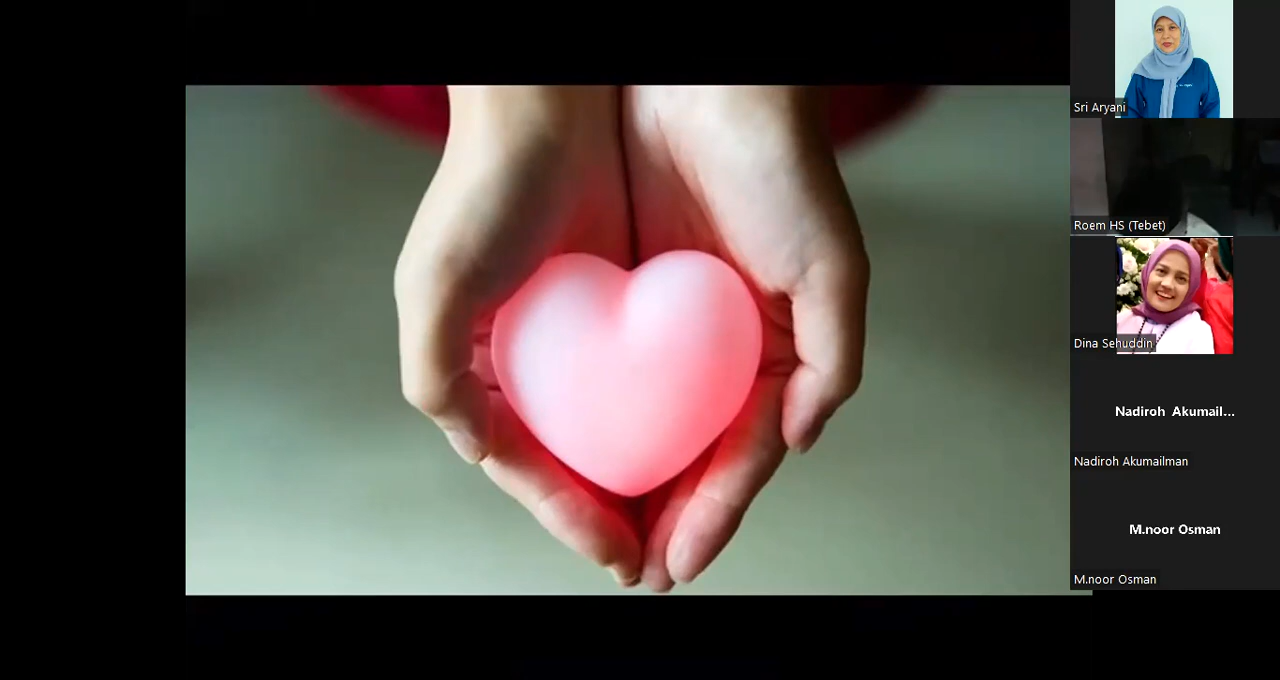 Sri Aryani
Roem HS (Tebet)
Dina Sehuddin
Nadiroh Akumail...
Nadiroh Akumailman
M.noor Osman
M.noor Osman